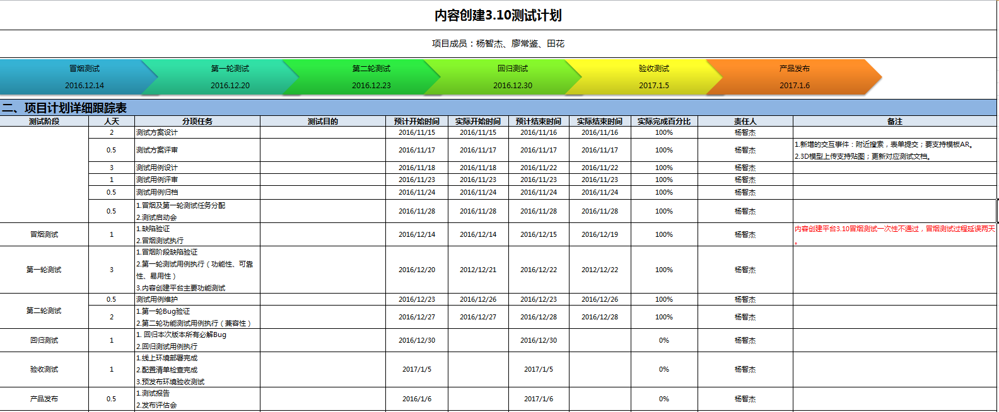 内容创建3.10测试计划
项目成员：杨智杰、廖常鉴、田花
冒烟测试 第一轮测试 第二轮测试 回归测试 验收测试 产品发布
2016.12.14 2016.12.20 2016.12.23 2016.12.30 2017.1.5 2017.1.6
二、项目计划详细跟踪表
测试阶段 人天 分项任务 测试目的 预计开始时间 实际开始时间 预计结束时间 实际结束时间 实际完成百分比 责任人 备注
2 测试方案设计 2016/11/15 2016/11/15 2016/11/16 2016/11/16 100% 杨智杰
0.5 测试方案评审 2016/11/17 2016/11/17 2016/11/17 2016/11/17 100% 杨智杰
1.新增的交互事件：附近搜索，表单提交；要支持模板AR。
2.3D模型上传支持贴图；更新对应测试文档。
3 测试用例设计 2016/11/18 2016/11/18 2016/11/22 2016/11/22 100% 杨智杰
1 测试用例评审 2016/11/23 2016/11/23 2016/11/23 2016/11/23 100% 杨智杰
0.5 测试用例归档 2016/11/24 2016/11/24 2016/11/24 2016/11/24 100% 杨智杰
0.5
1.冒烟及第一轮测试任务分配
2.测试启动会
2016/11/28 2016/11/28 2016/11/28 2016/11/28 100% 杨智杰
冒烟测试 1
1.缺陷验证
2.冒烟测试执行
2016/12/14 2016/12/14 2016/12/15 2016/12/19 100% 杨智杰
内容创建平台3.10冒烟测试一次性不通过，冒烟测试过程延误两天
。
第一轮测试 3
1.冒烟阶段缺陷验证
2.第一轮测试用例执行（功能性、可靠
性、易用性）
3.内容创建平台主要功能测试
2016/12/20 2012/12/21 2016/12/22 2012/12/22 100% 杨智杰
第二轮测试
0.5 测试用例维护 2016/12/23 2016/12/26 2016/12/23 2016/12/26 100% 杨智杰
2
1.第一轮Bug验证
2.第二轮功能测试用例执行（兼容性）
2016/12/27 2016/12/27 2016/12/28 2016/12/28 100% 杨智杰
回归测试 1
1. 回归本次版本所有必解Bug
2.回归测试用例执行
2016/12/30 2016/12/30 0% 杨智杰
验收测试 1
1.线上环境部署完成
2.配置清单检查完成
3.预发布环境验收测试
2017/1/5 2017/1/5 0% 杨智杰
产品发布 0.5
1.测试报告
2.发布评估会
2016/1/6 2017/1/6 0% 杨智杰